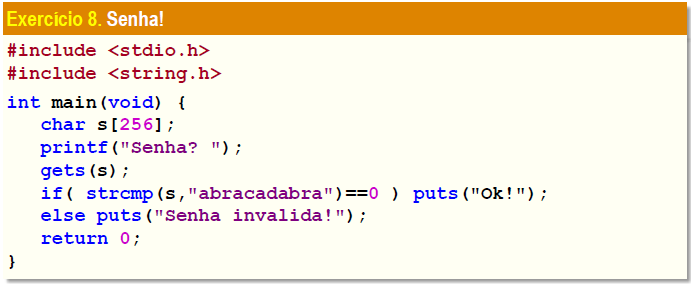 Exercício 8. Senha!
#include <stdio.h>
#include <string.h>
int main(void) {
   char s[256];
   printf("Senha? ");
   gets(s);
   if( strcmp(s,"abracadabra")==0 ) puts("Ok!");
   else puts("Senha invalida!");
   return 0;
}